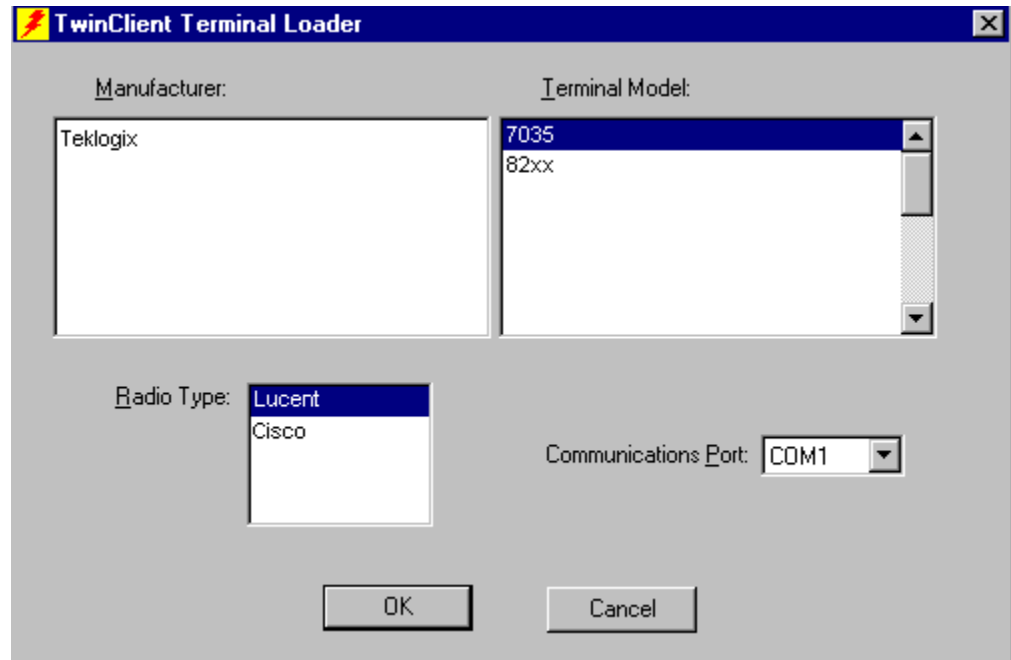 TwinClient Terminal Loader
Manufacturer:
Terminal Model:
Teklogix
7035
82xx
Radio Type:
Lucent
Cisco
Communications Port:
COM1
OK
Cancel